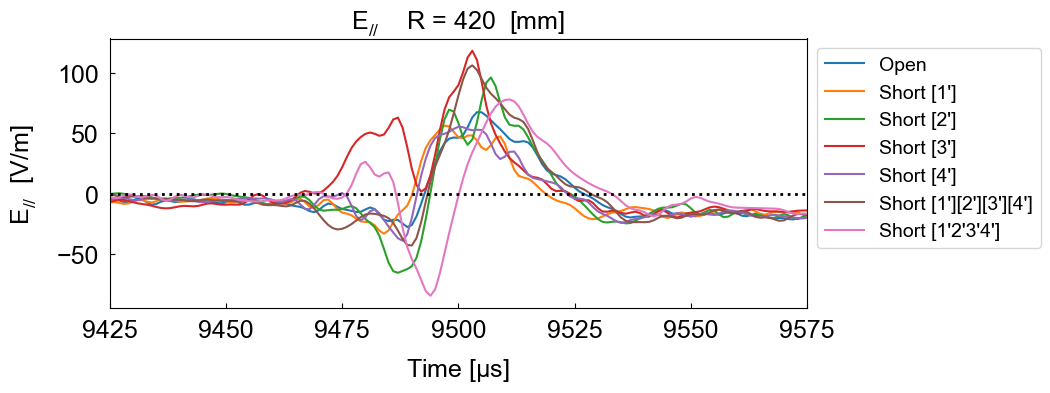 E// R = 420 [mm]
E// [V/m]
100
50
0
−50
9425 9450 9475 9500 9525 9550 9575
Time [µs]
Open
Short [1']
Short [2']
Short [3']
Short [4']
Short [1'][2'][3'][4']
Short [1'2'3'4']